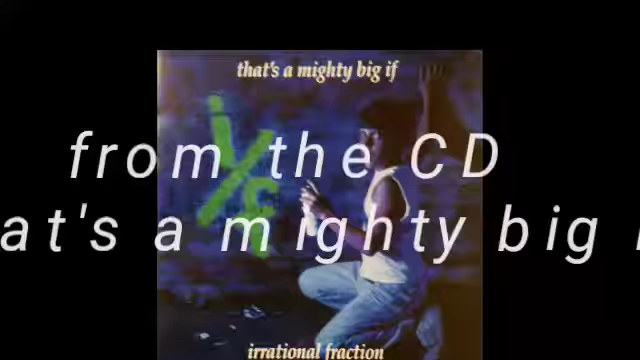 that's a mighty big if
i/c
from the CD
at's a mighty big
irrational fraction